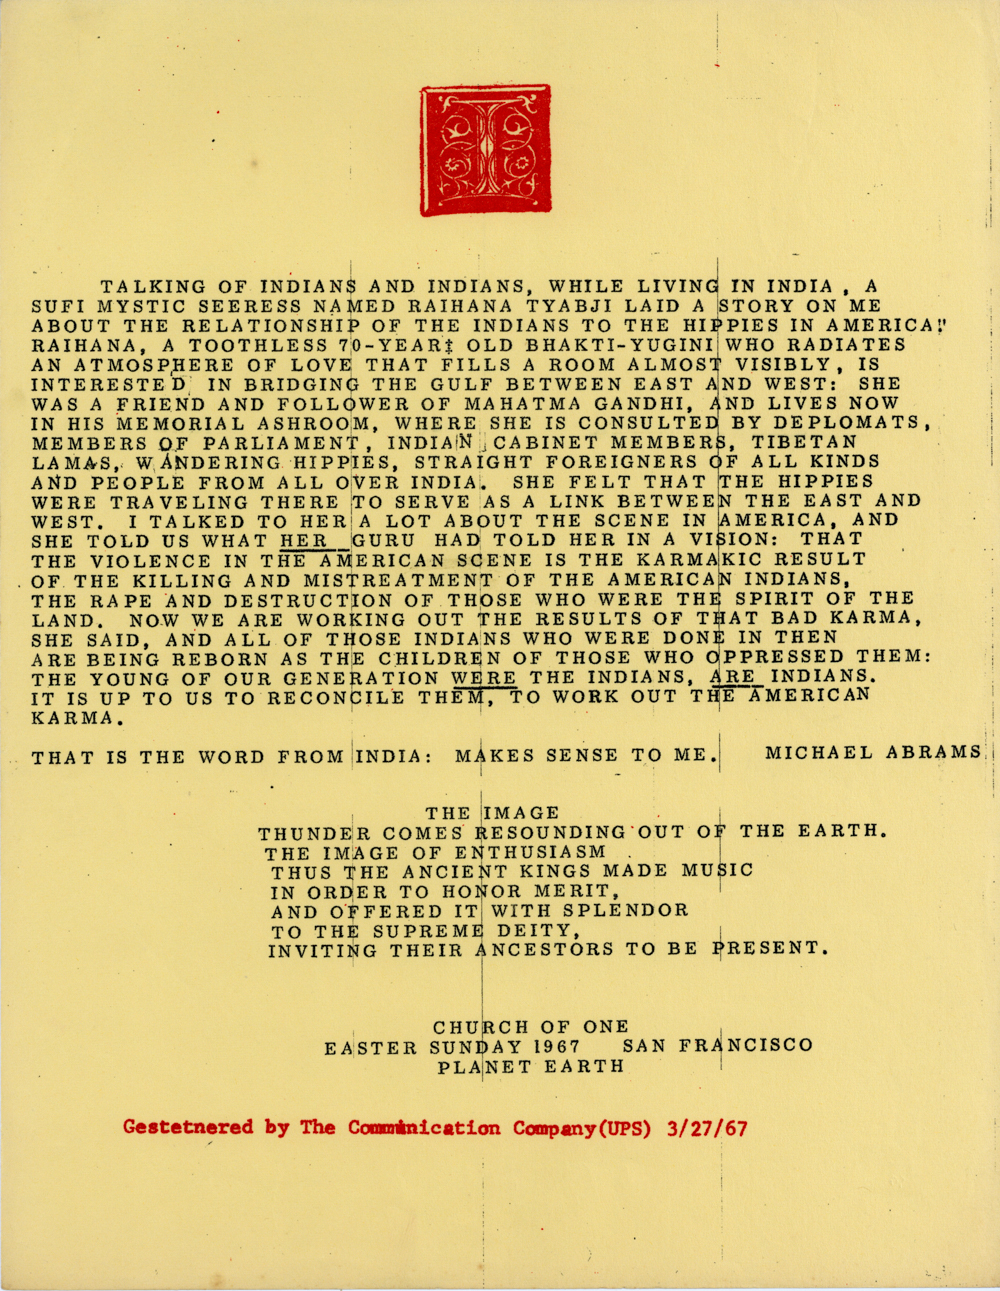 I
TALKING OF INDIANS AND INDIANS, WHILE LIVING IN INDIA , A
SUFI MYSTIC SEERESS NAMED RAIHANA TYABJI LAID A STORY ON ME
ABOUT THE RELATIONSHIP OF THE INDIANS TO THE HIPPIES IN AMERICA."
RAIHANA, A TOOTHLESS 70-YEAR‡ OLD BHAKTI-YUGINI WHO RADIATES
AN ATMOSPHERE OF LOVE THAT FILLS A ROOM ALMOST VISIBLY, IS
INTERESTED IN BRIDGING THE GULF BETWEEN EAST AND WEST: SHE
WAS A FRIEND AND FOLLOWER OF MAHATMA GANDHI, AND LIVES NOW
IN HIS MEMORIAL ASHROOM, WHERE SHE IS CONSULTED BY DEPLOMATS,
MEMBERS OF PARLIAMENT, INDIAN CABINET MEMBERS, TIBETAN
LAMAS, WANDERING HIPPIES, STRAIGHT FOREIGNERS OF ALL KINDS
AND PEOPLE FROM ALL OVER INDIA. SHE FELT THAT THE HIPPIES
WERE TRAVELING THERE TO SERVE AS A LINK BETWEEN THE EAST AND
WEST. I TALKED TO HER A LOT ABOUT THE SCENE IN AMERICA, AND
SHE TOLD US WHAT HER GURU HAD TOLD HER IN A VISION: THAT
THE VIOLENCE IN THE AMERICAN SCENE IS THE KARMAKIC RESULT
OF THE KILLING AND MISTREATMENT OF THE AMERICAN INDIANS,
THE RAPE AND DESTRUCTION OF THOSE WHO WERE THE SPIRIT OF THE
LAND. NOW WE ARE WORKING OUT THE RESULTS OF THAT BAD KARMA,
SHE SAID, AND ALL OF THOSE INDIANS WHO WERE DONE IN THEN
ARE BEING REBORN AS THE CHILDREN OF THOSE WHO OPPRESSED THEM:
THE YOUNG OF OUR GENERATION WERE THE INDIANS, ARE INDIANS.
IT IS UP TO US TO RECONCILE THEM, TO WORK OUT THE AMERICAN
KARMA.
THAT IS THE WORD FROM INDIA: MAKES SENSE TO ME. MICHAEL ABRAMS
THE IMAGE
THUNDER COMES RESOUNDING OUT OF THE EARTH.
THE IMAGE OF ENTHUSIASM .
THUS THE ANCIENT KINGS MADE MUSIC
IN ORDER TO HONOR MERIT,
AND OFFERED IT WITH SPLENDOR
TO THE SUPREME DEITY,
INVITING THEIR ANCESTORS TO BE PRESENT.
CHURCH OF ONE
EASTER SUNDAY 1967 SAN FRANCISCO
PLANET EARTH
Gestetnered by The Communication Company(UPS) 3/27/67